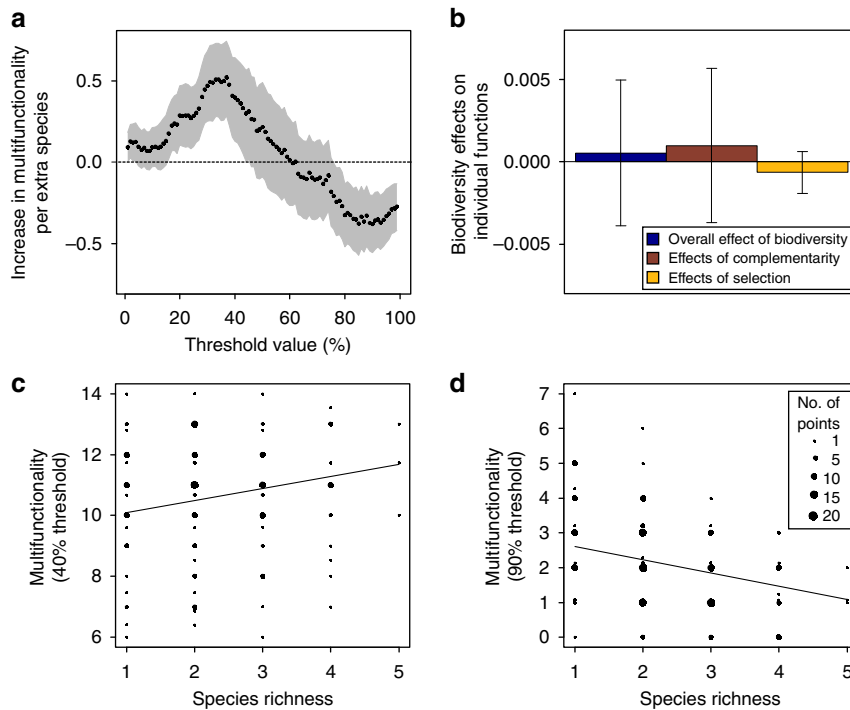 a
Increase in multifunctionality
per extra species
0.5
0.0
–0.5
0
20
40
60
80
100
Threshold value (%)
b
Biodiversity effects on
individual functions
0.005
0.000
–0.005
Overall effect of biodiversity
Effects of complementarity
Effects of selection
c
Multifunctionality
(40% threshold)
14
12
10
8
6
1
2
3
4
5
Species richness
d
Multifunctionality
(90% threshold)
7
6
5
4
3
2
1
0
1
2
3
4
5
Species richness
No. of
points
1
5
10
15
20